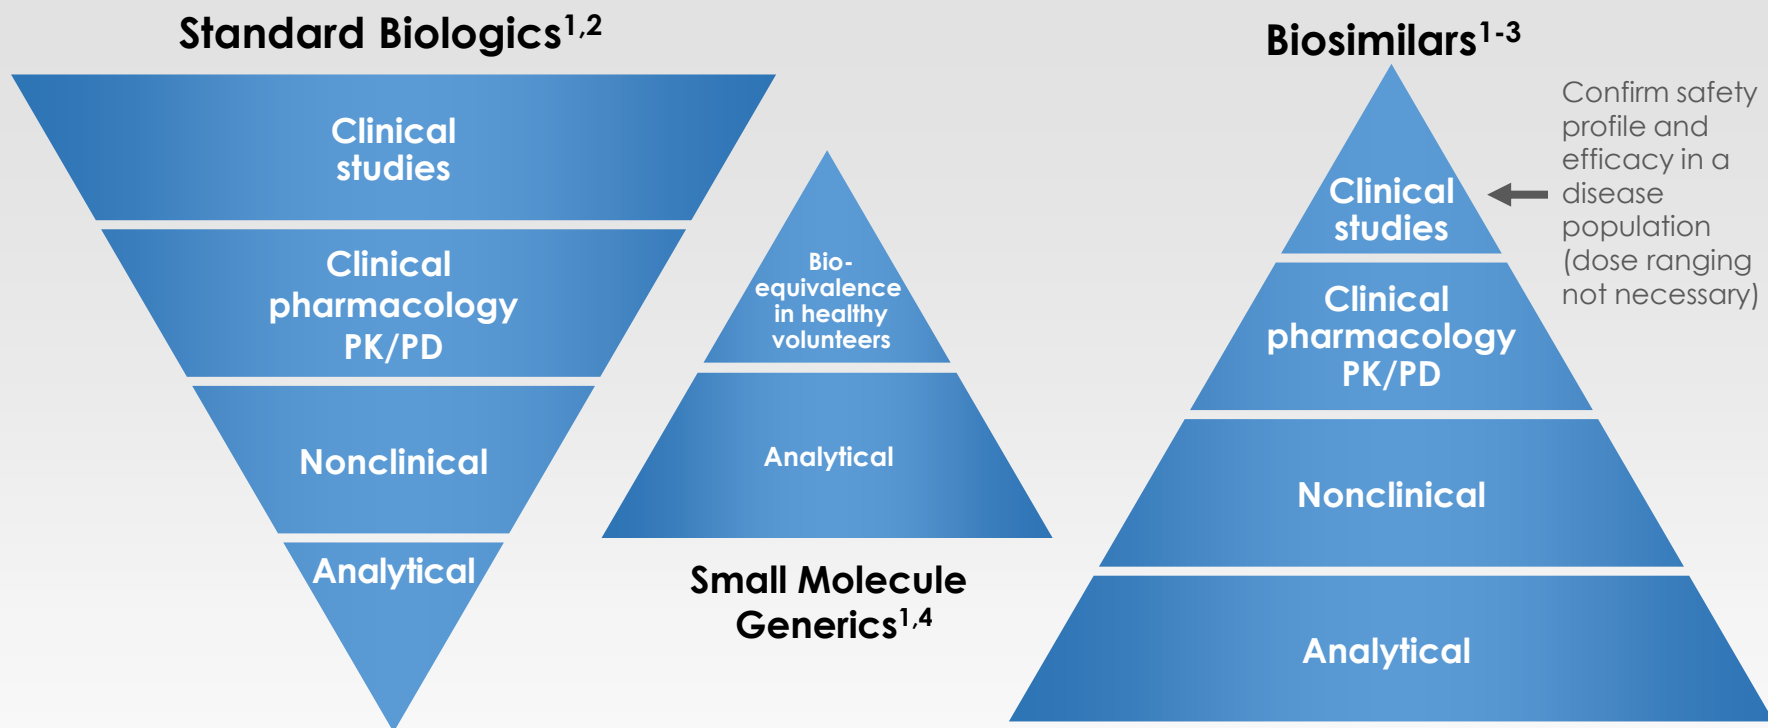 Standard Biologics1,2
Clinical
studies
Clinical
pharmacology
PK/PD
Nonclinical
Analytical
Bio-
equivalence
in healthy
volunteers
Analytical
Small Molecule
Generics1,4
Biosimilars1-3
Clinical
studies
Confirm safety
profile and
efficacy in a
disease
population
(dose ranging
not necessary)
Clinical
pharmacology
PK/PD
Nonclinical
Analytical